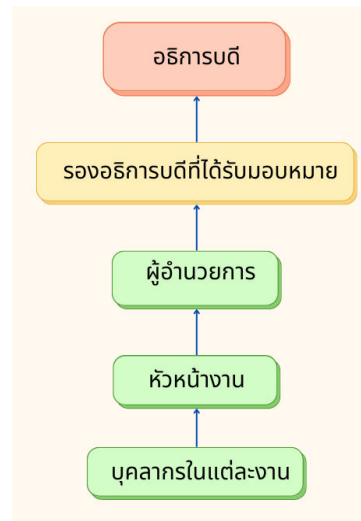 อธิการบดี
รองอธิการบดีที่ได้รับมอบหมาย
ผู้อำนวยการ
หัวหน้างาน
บุคลากรในแต่ละงาน